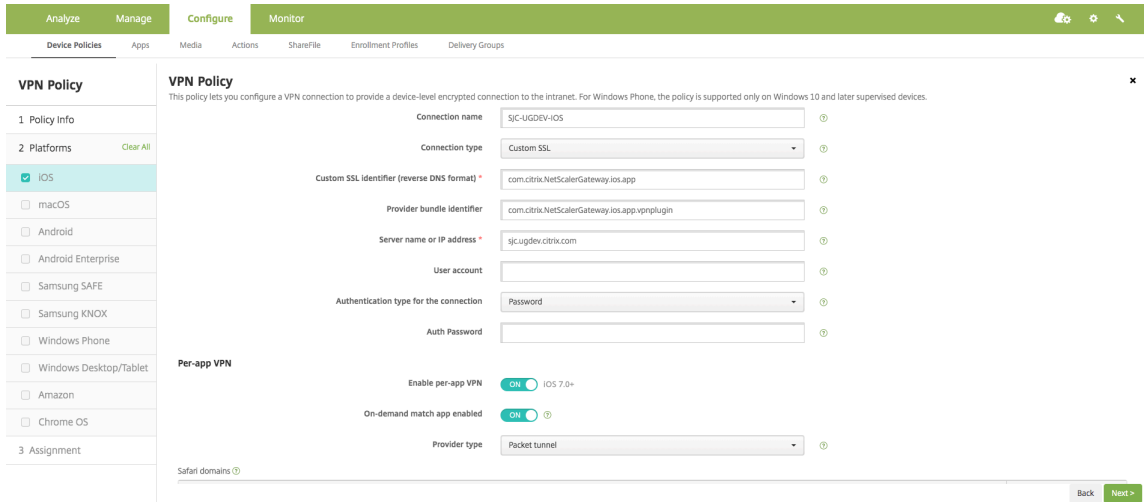 Analyze Manage Configure Monitor
Device Policies Apps Media Actions ShareFile Enrollment Profiles Delivery Groups
VPN Policy
1 Policy Info
2 Platforms Clear All
iOS
macOS
Android
Android Enterprise
Samsung SAFE
Samsung KNOX
Windows Phone
Windows Desktop/Tablet
Amazon
Chrome OS
3 Assignment
VPN Policy
This policy lets you configure a VPN connection to provide a device-level encrypted connection to the intranet. For Windows Phone, the policy is supported only on Windows 10 and later supervised devices.
Connection name SJC-UGDEV-IOS
Connection type Custom SSL
Custom SSL identifier (reverse DNS format) * com.citrix.NetScalerGateway.ios.app
Provider bundle identifier com.citrix.NetScalerGateway.ios.app.vpnplugin
Server name or IP address * sjc.ugdev.citrix.com
User account
Authentication type for the connection Password
Auth Password
Per-app VPN
Enable per-app VPN ON iOS 7.0+
On-demand match app enabled ON
Provider type Packet tunnel
Safari domains
Back Next >